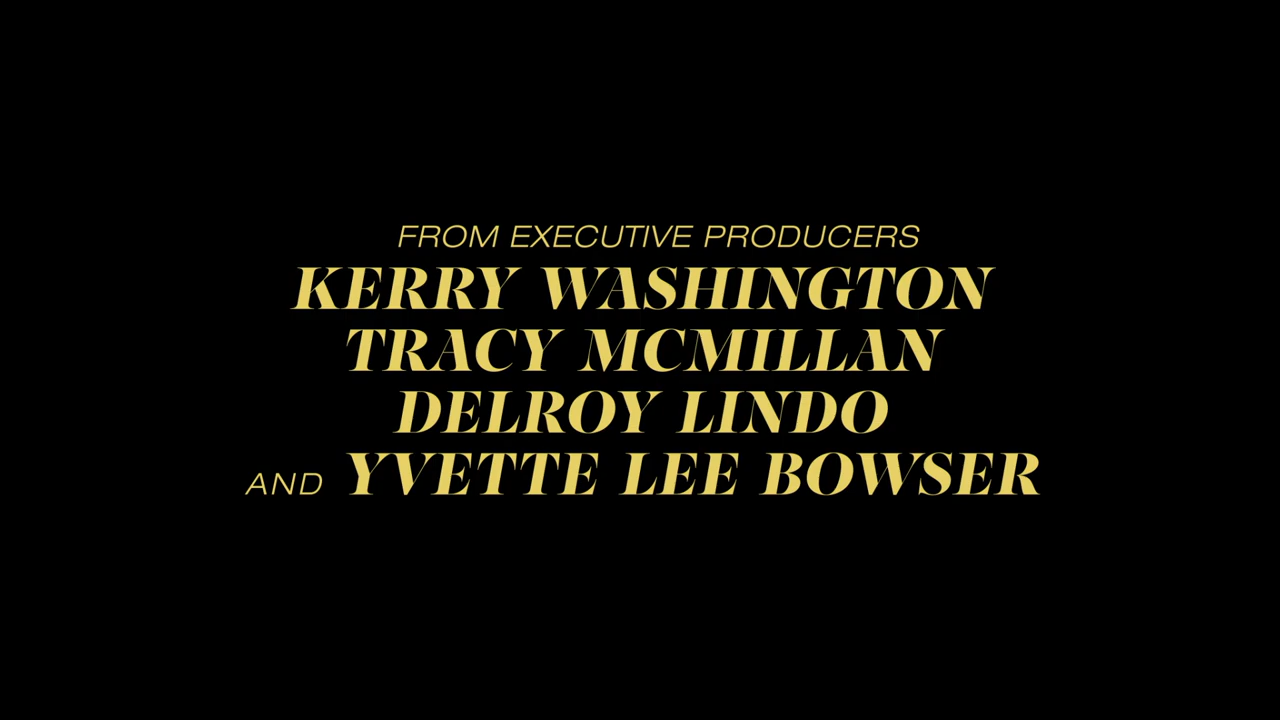 FROM EXECUTIVE PRODUCERS
KERRY WASHINGTON
TRACY MCMILLAN
DELROY LINDO
AND YVETTE LEE BOWSER